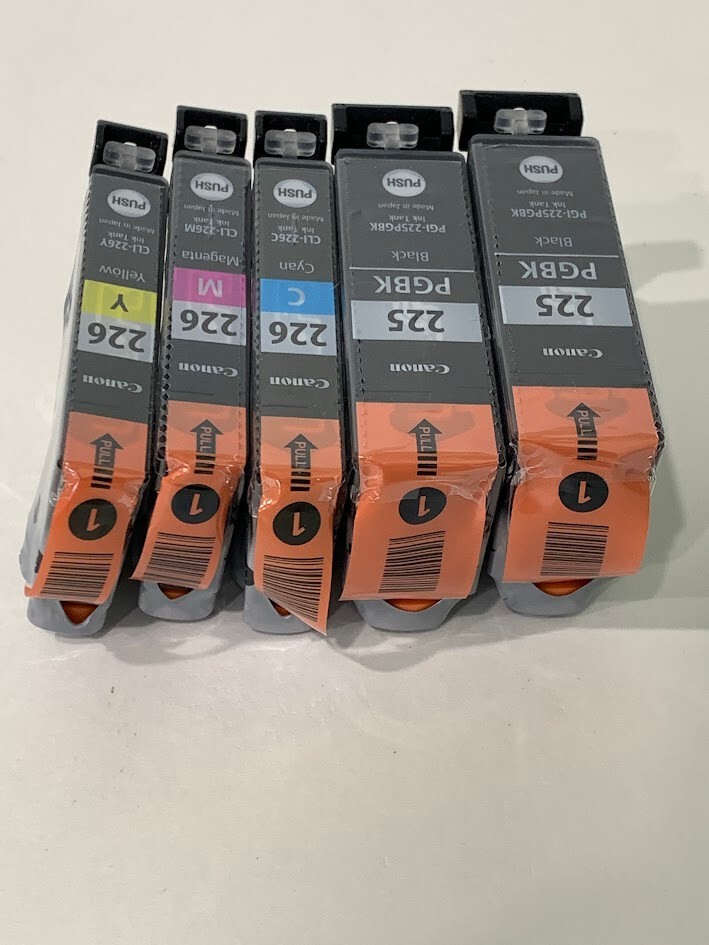 PUSH
Made in Japan
Ink Tank
CLI-226Y
Yellow
Y
226
Canon
PULL
1
PUSH
Made in Japan
Ink Tank
CLI-226M
Magenta
M
226
Canon
PULL
1
PUSH
Made in Japan
Ink Tank
CLI-226C
Cyan
C
226
Canon
PULL
1
PUSH
Made in Japan
Ink Tank
PGI-225PGBK
Black
PGBK
225
Canon
PULL
1
PUSH
Made in Japan
Ink Tank
PGI-225PGBK
Black
PGBK
225
Canon
PULL
1